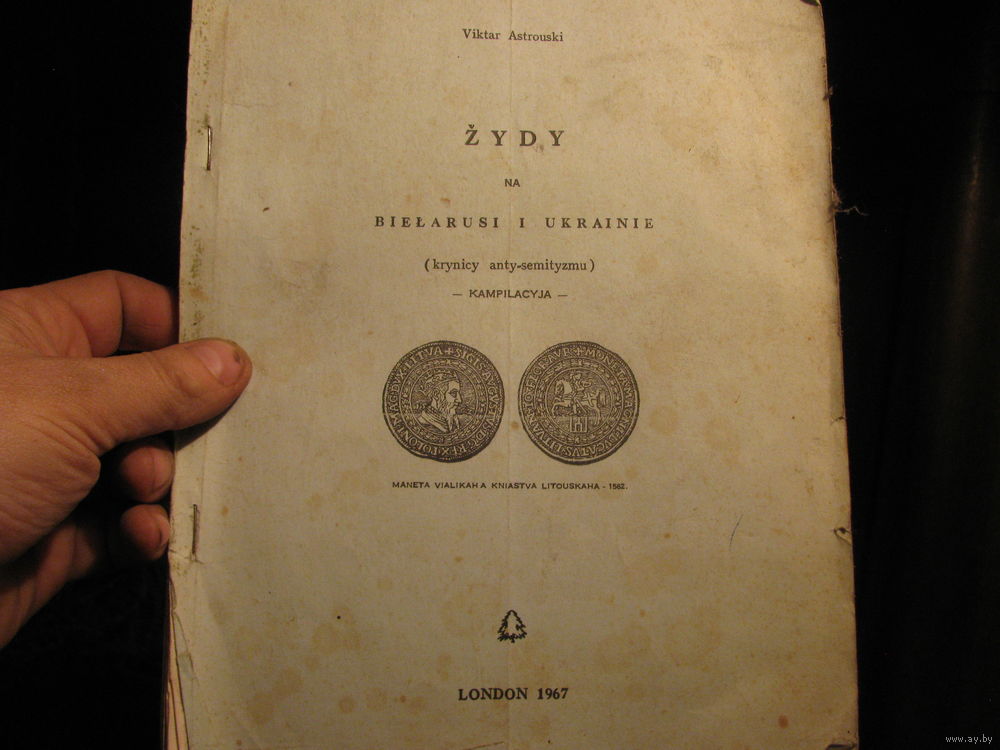 Viktar Astrouski
ŽYDY
NA
BIEŁARUSI I UKRAINIE
(krynicy anty-semityzmu)
— KAMPILACYJA —
MANETA VIALIKAHA KNIASTVA LITOUSKAHA - 1562.
LONDON 1967
www.ay.by